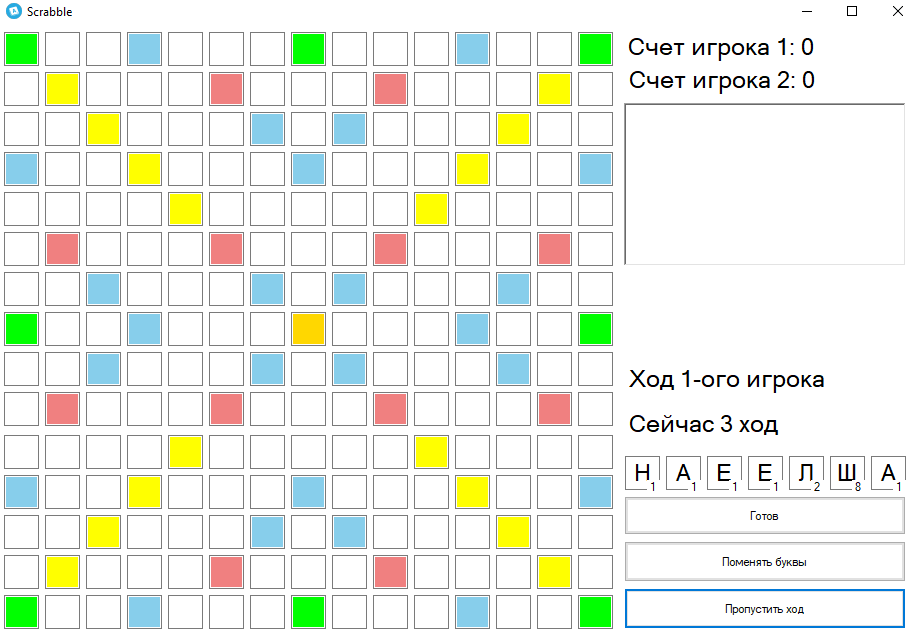 Scrabble
Счет игрока 1: 0
Счет игрока 2: 0
Ход 1-ого игрока
Сейчас 3 ход
Н1 А1 Е1 Е1 Л2 Ш8 А1
Готов
Поменять буквы
Пропустить ход